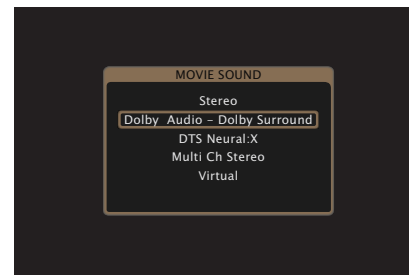 MOVIE SOUND
Stereo
Dolby Audio – Dolby Surround
DTS Neural:X
Multi Ch Stereo
Virtual